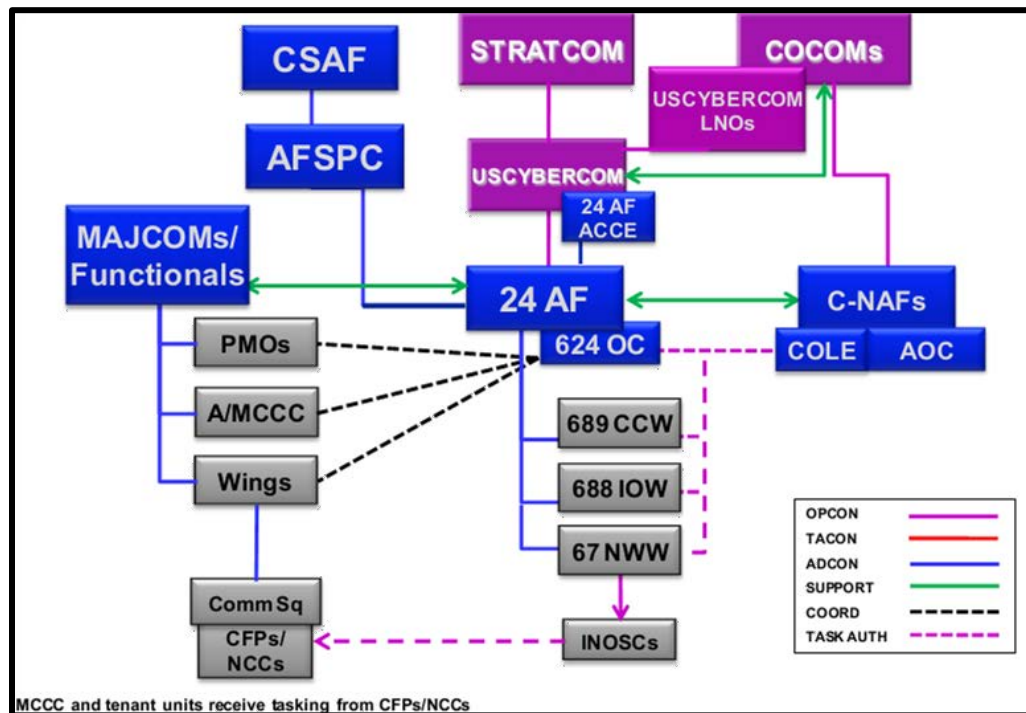 CSAF
STRATCOM
COCOMs
USCYBERCOM
LNOs
AFSPC
USCYBERCOM
24 AF
ACCE
MAJCOMs/
Functionals
24 AF
C-NAFs
624 OC
COLE
AOC
PMOs
A/MCCC
Wings
689 CCW
688 IOW
67 NWW
Comm Sq
CFPs/
NCCs
INOSCs
OPCON
TACON
ADCON
SUPPORT
COORD
TASK AUTH
MCCC and tenant units receive tasking from CFPs/NCCs